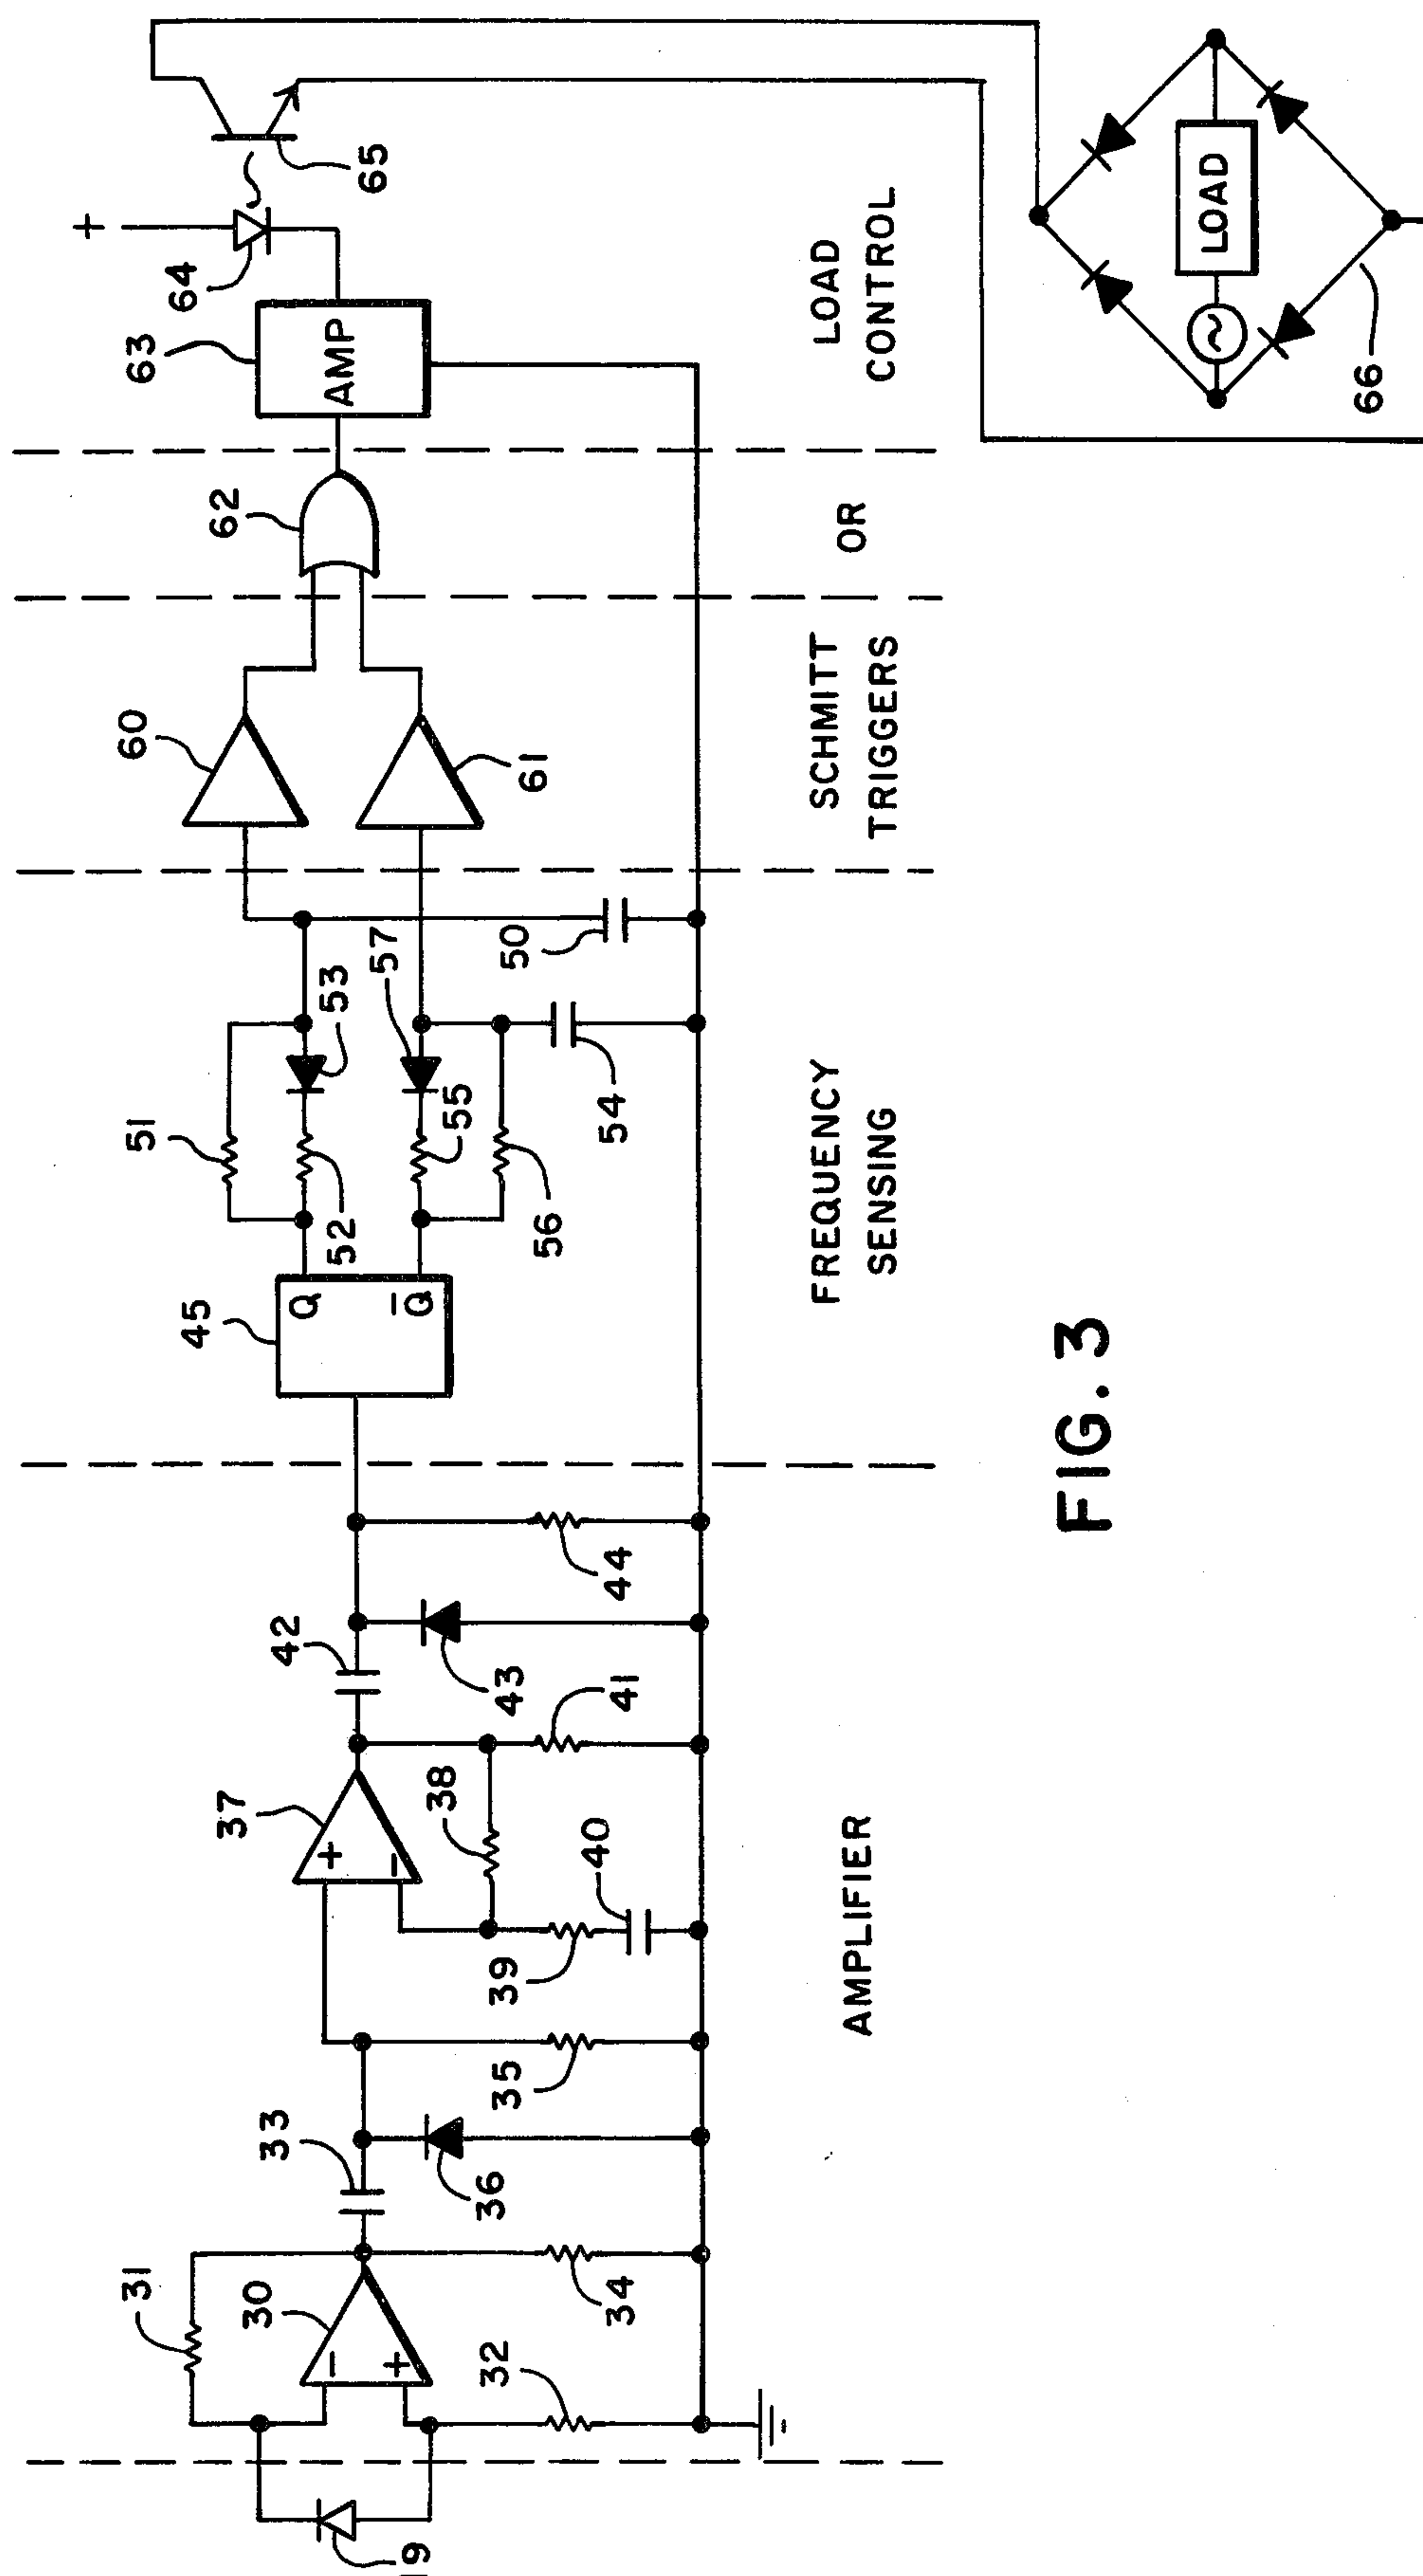 19
31
30
32
33
34
36
35
37
39
38
40
41
42
43
44
45
Q
Q̅
51
52
53
55
56
57
50
54
60
61
62
63
AMP
64
65
66
LOAD
+
−
+
+
−
~
AMPLIFIER
FREQUENCY
SENSING
SCHMITT
TRIGGERS
OR
LOAD
CONTROL
FIG. 3